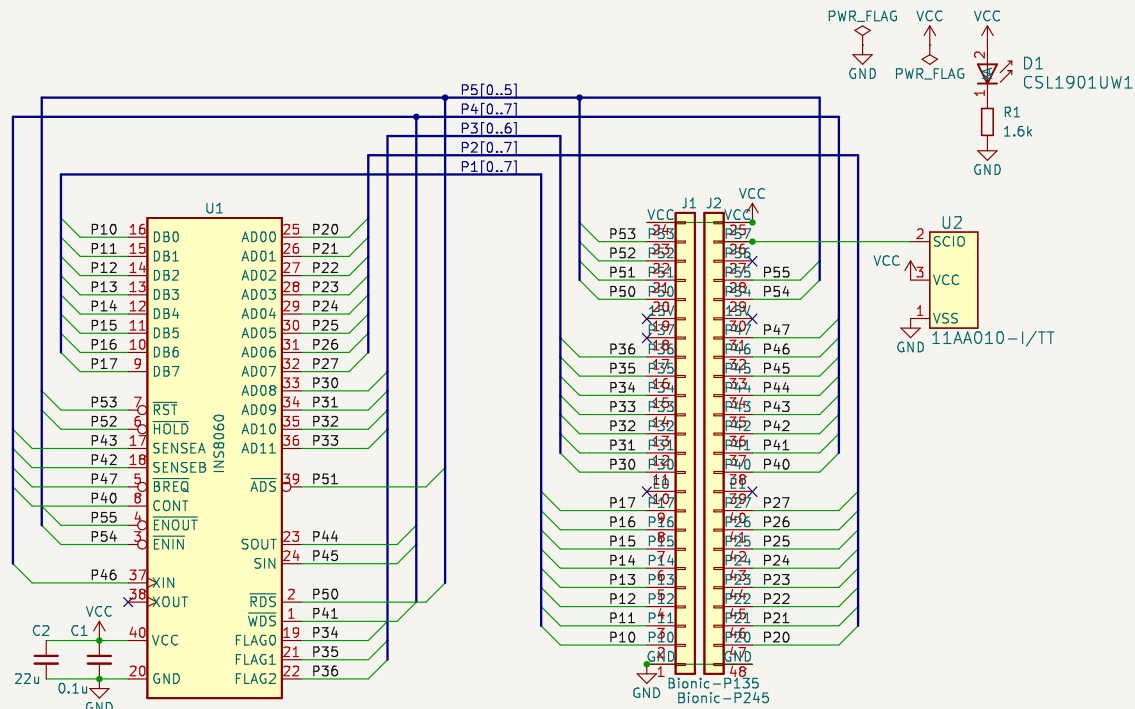 PWR_FLAG
VCC
VCC
GND
PWR_FLAG
2
D1
CSL1901UW1
1
R1
1.6k
GND
P5[0..5]
P4[0..7]
P3[0..6]
P2[0..7]
P1[0..7]
U1
INS8060
P10 16 DB0
P11 15 DB1
P12 14 DB2
P13 13 DB3
P14 12 DB4
P15 11 DB5
P16 10 DB6
P17 9 DB7
P53 7 RST
P52 6 HOLD
P43 17 SENSEA
P42 18 SENSEB
P47 5 BREQ
P40 8 CONT
P55 4 ENOUT
P54 3 ENIN
P46 37 XIN
38 XOUT
40 VCC
20 GND
AD00 25 P20
AD01 26 P21
AD02 27 P22
AD03 28 P23
AD04 29 P24
AD05 30 P25
AD06 31 P26
AD07 32 P27
AD08 33 P30
AD09 34 P31
AD10 35 P32
AD11 36 P33
ADS 39 P51
SOUT 23 P44
SIN 24 P45
RDS 2 P50
WDS 1 P41
FLAG0 19 P34
FLAG1 21 P35
FLAG2 22 P36
VCC
C2
C1
22u
0.1u
GND
J1
J2
VCC
VCC
VCC
P53
P52
P51
P50
P36
P35
P34
P33
P32
P31
P30
P17
P16
P15
P14
P13
P12
P11
P10
P55
P54
P47
P46
P45
P44
P43
P42
P41
P40
P27
P26
P25
P24
P23
P22
P21
P20
GND
GND
1
48
GND
Bionic-P135
Bionic-P245
U2
2 SCIO
VCC
3 VCC
1 VSS
GND
11AA010-I/TT